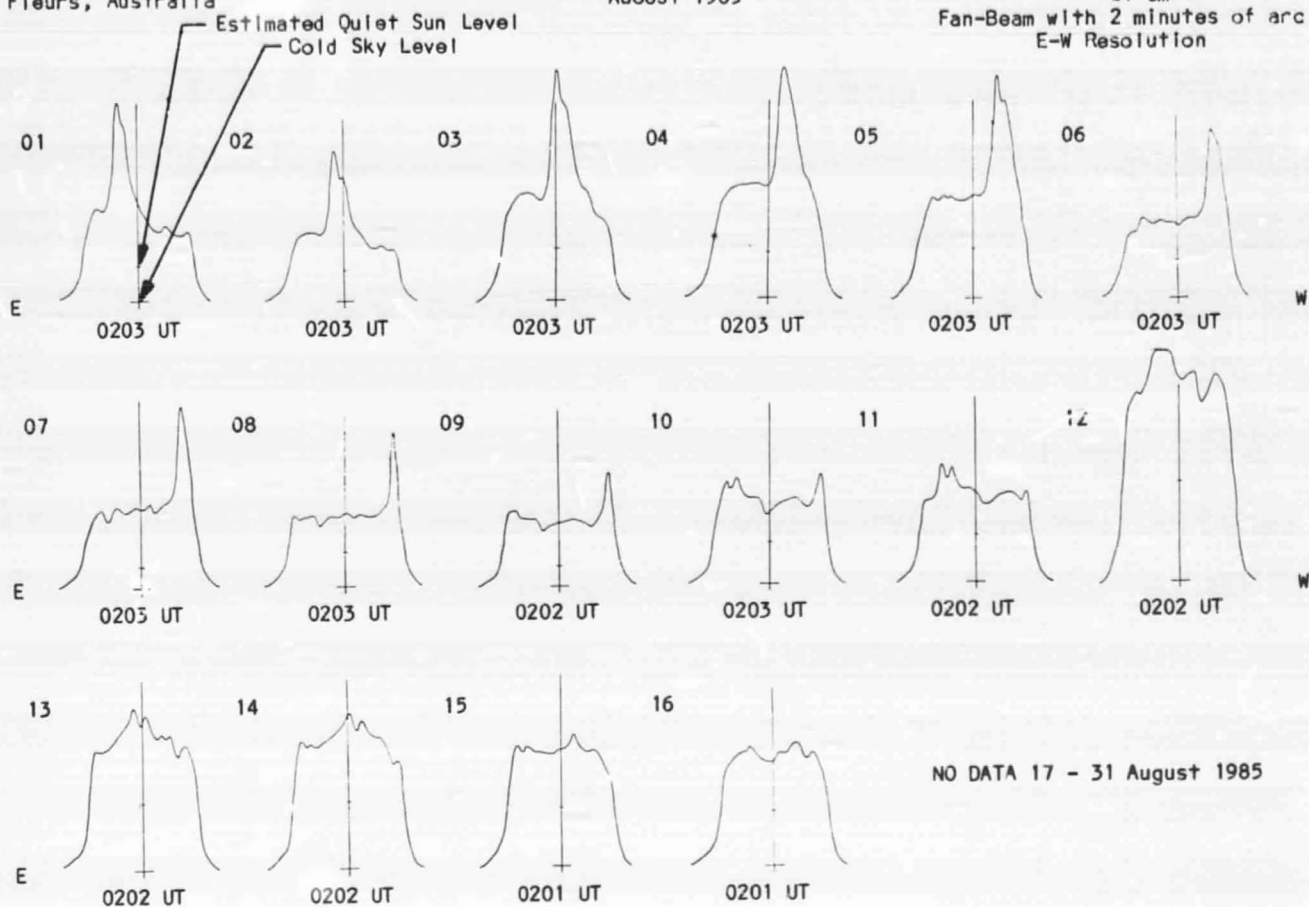 Fleurs, Australia
August 1985
Fan-Beam with 2 minutes of arc
E-W Resolution
Estimated Quiet Sun Level
Cold Sky Level
01 02 03 04 05 06
E W
0203 UT 0203 UT 0203 UT 0203 UT 0203 UT 0203 UT
07 08 09 10 11 12
E W
0203 UT 0203 UT 0202 UT 0203 UT 0202 UT 0202 UT
13 14 15 16
NO DATA 17 - 31 August 1985
E
0202 UT 0202 UT 0201 UT 0201 UT